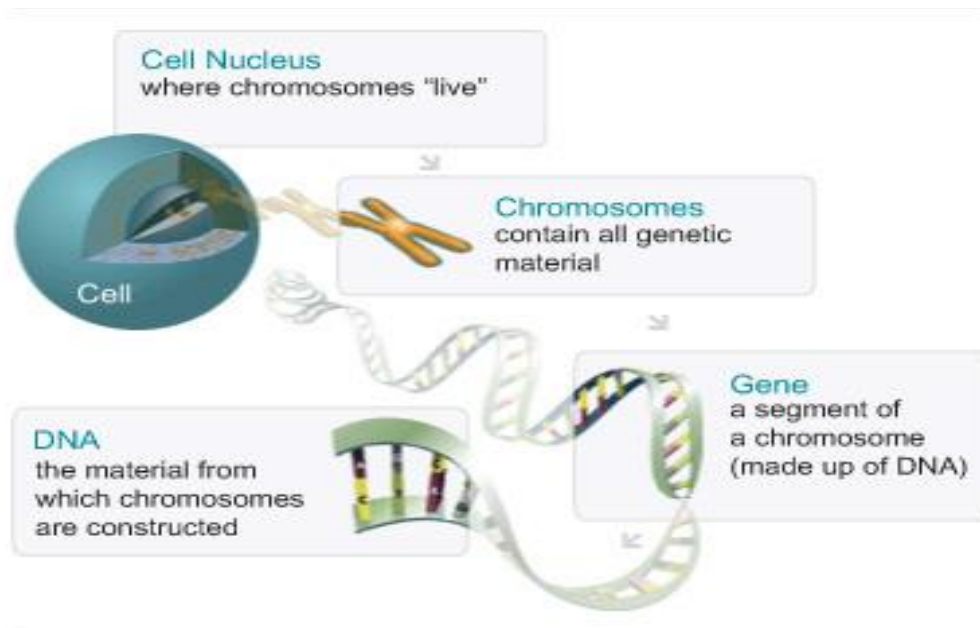 Cell Nucleus
where chromosomes “live”
Chromosomes
contain all genetic
material
Cell
Gene
a segment of
a chromosome
(made up of DNA)
DNA
the material from
which chromosomes
are constructed